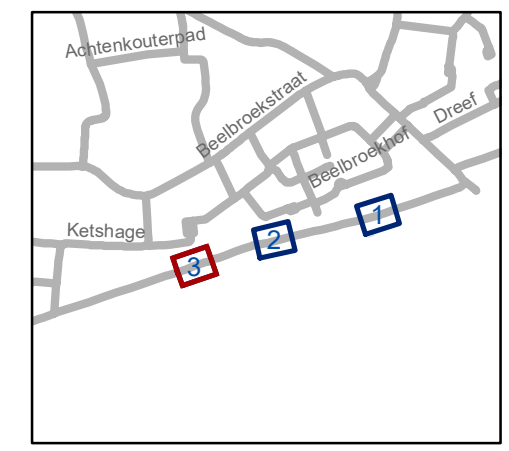 Achtenkouterpad
Beelbroekstraat
Dreef
Beelbroekhof
1
Ketshage
2
3